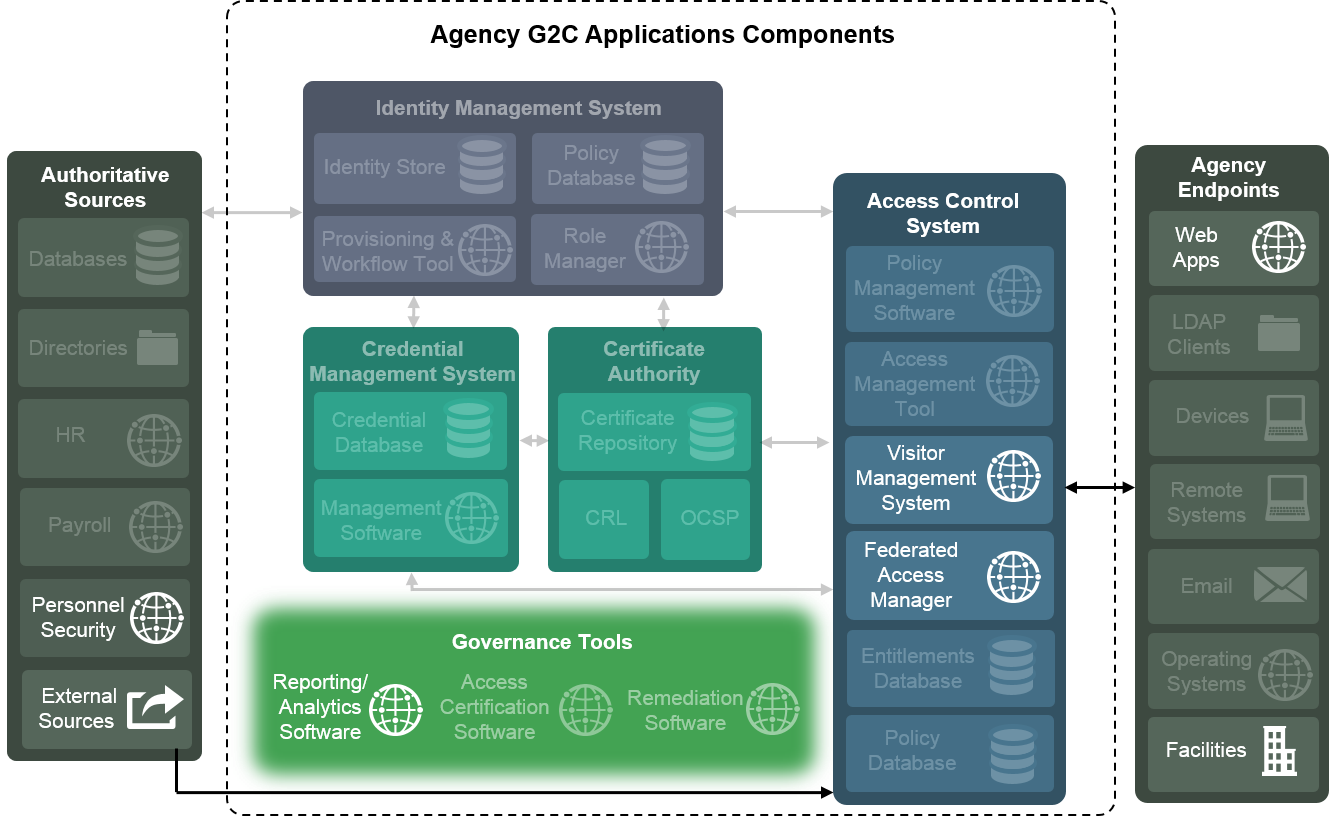 Agency G2C Applications Components
Authoritative
Sources
Databases
Directories
HR
Payroll
Personnel
Security
External
Sources
Identity Management System
Identity Store
Policy
Database
Provisioning &
Workflow Tool
Role
Manager
Credential
Management System
Credential
Database
Management
Software
Certificate
Authority
Certificate
Repository
CRL
OCSP
Governance Tools
Reporting/
Analytics
Software
Access
Certification
Software
Remediation
Software
Access Control
System
Policy
Management
Software
Access
Management
Tool
Visitor
Management
System
Federated
Access
Manager
Entitlements
Database
Policy
Database
Agency
Endpoints
Web
Apps
LDAP
Clients
Devices
Remote
Systems
Email
Operating
Systems
Facilities